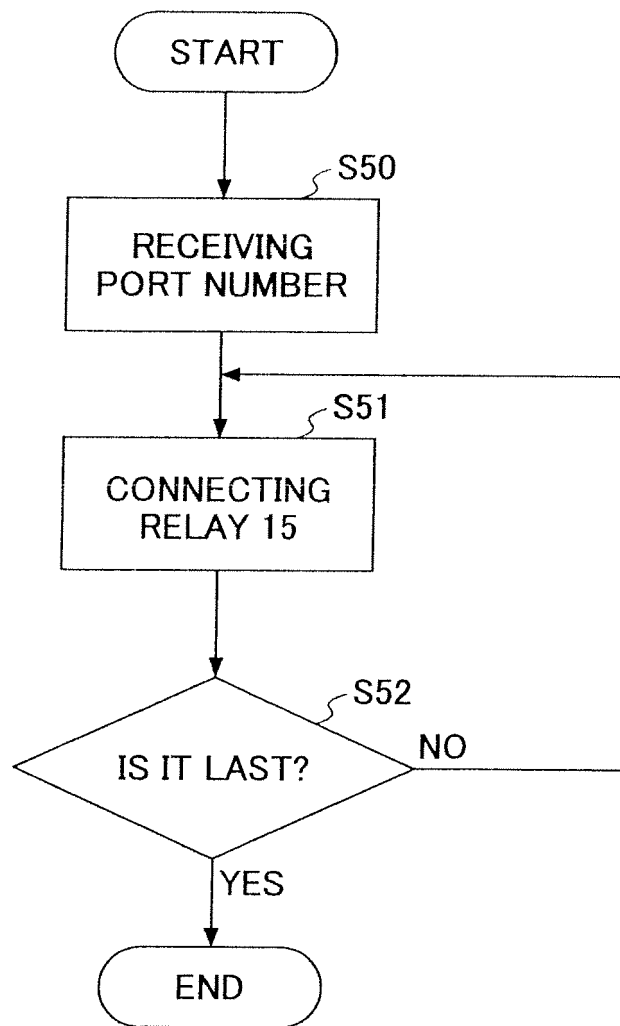 START
S50
RECEIVING
PORT NUMBER
S51
CONNECTING
RELAY 15
S52
IS IT LAST?
NO
YES
END